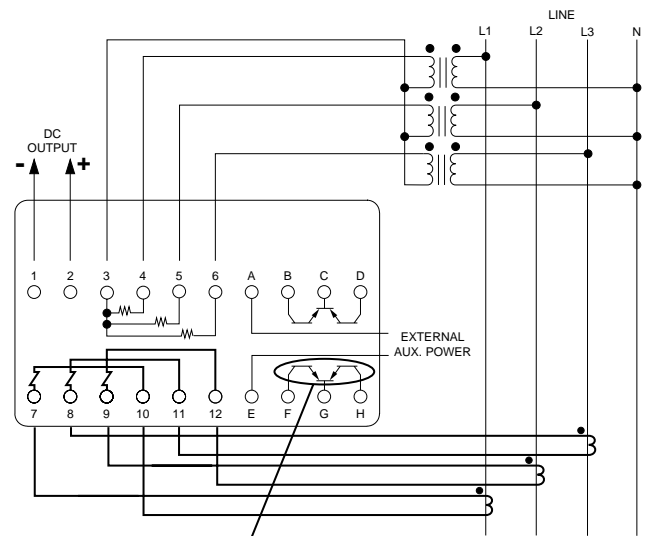 LINE
L1 L2 L3 N
DC
OUTPUT
- +
1 2 3 4 5 6 A B C D
EXTERNAL
AUX. POWER
7 8 9 10 11 12 E F G H